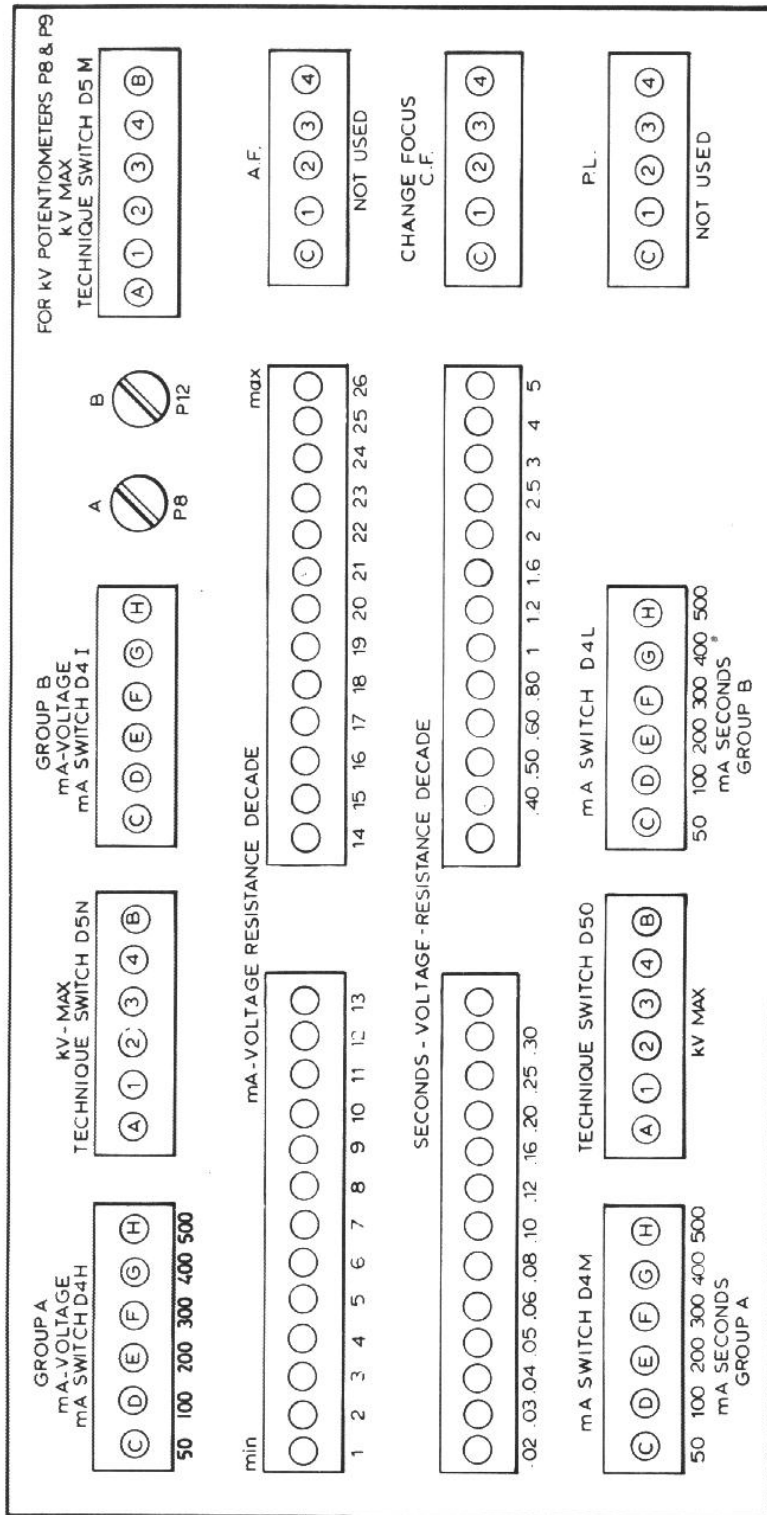 GROUP A
mA-VOLTAGE
mA SWITCH D4H
C D E F G H
50 100 200 300 400 500
kV-MAX
TECHNIQUE SWITCH D5N
A 1 2 3 4 B
GROUP B
mA-VOLTAGE
mA SWITCH D4I
C D E F G H
A
P8
B
P12
FOR kV POTENTIOMETERS P8 & P9
kV MAX
TECHNIQUE SWITCH D5M
A 1 2 3 4 B
min
mA-VOLTAGE RESISTANCE DECADE
max
1 2 3 4 5 6 7 8 9 10 11 12 13
14 15 16 17 18 19 20 21 22 23 24 25 26
A.F.
C 1 2 3 4
NOT USED
SECONDS - VOLTAGE - RESISTANCE DECADE
.02 .03 .04 .05 .06 .08 .10 .12 .16 .20 .25 .30
.40 .50 .60 .80 1 1.2 1.6 2 2.5 3 4 5
CHANGE FOCUS
C.F.
C 1 2 3 4
mA SWITCH D4M
C D E F G H
50 100 200 300 400 500
mA SECONDS
GROUP A
TECHNIQUE SWITCH D5O
A 1 2 3 4 B
kV MAX
mA SWITCH D4L
C D E F G H
50 100 200 300 400 500
mA SECONDS
GROUP B
P.L.
C 1 2 3 4
NOT USED